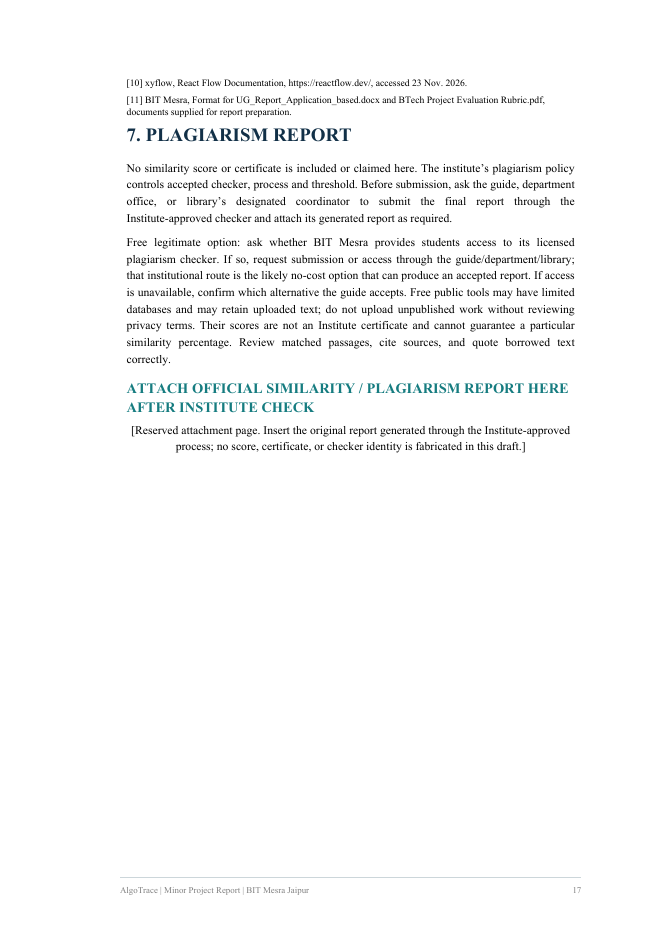 [10] xyflow, React Flow Documentation, https://reactflow.dev/, accessed 23 Nov. 2026.
[11] BIT Mesra, Format for UG_Report_Application_based.docx and BTech Project Evaluation Rubric.pdf,
documents supplied for report preparation.
7. PLAGIARISM REPORT
No similarity score or certificate is included or claimed here. The institute’s plagiarism policy
controls accepted checker, process and threshold. Before submission, ask the guide, department
office, or library’s designated coordinator to submit the final report through the
Institute-approved checker and attach its generated report as required.
Free legitimate option: ask whether BIT Mesra provides students access to its licensed
plagiarism checker. If so, request submission or access through the guide/department/library;
that institutional route is the likely no-cost option that can produce an accepted report. If access
is unavailable, confirm which alternative the guide accepts. Free public tools may have limited
databases and may retain uploaded text; do not upload unpublished work without reviewing
privacy terms. Their scores are not an Institute certificate and cannot guarantee a particular
similarity percentage. Review matched passages, cite sources, and quote borrowed text
correctly.
ATTACH OFFICIAL SIMILARITY / PLAGIARISM REPORT HERE
AFTER INSTITUTE CHECK
[Reserved attachment page. Insert the original report generated through the Institute-approved
process; no score, certificate, or checker identity is fabricated in this draft.]
AlgoTrace | Minor Project Report | BIT Mesra Jaipur
17